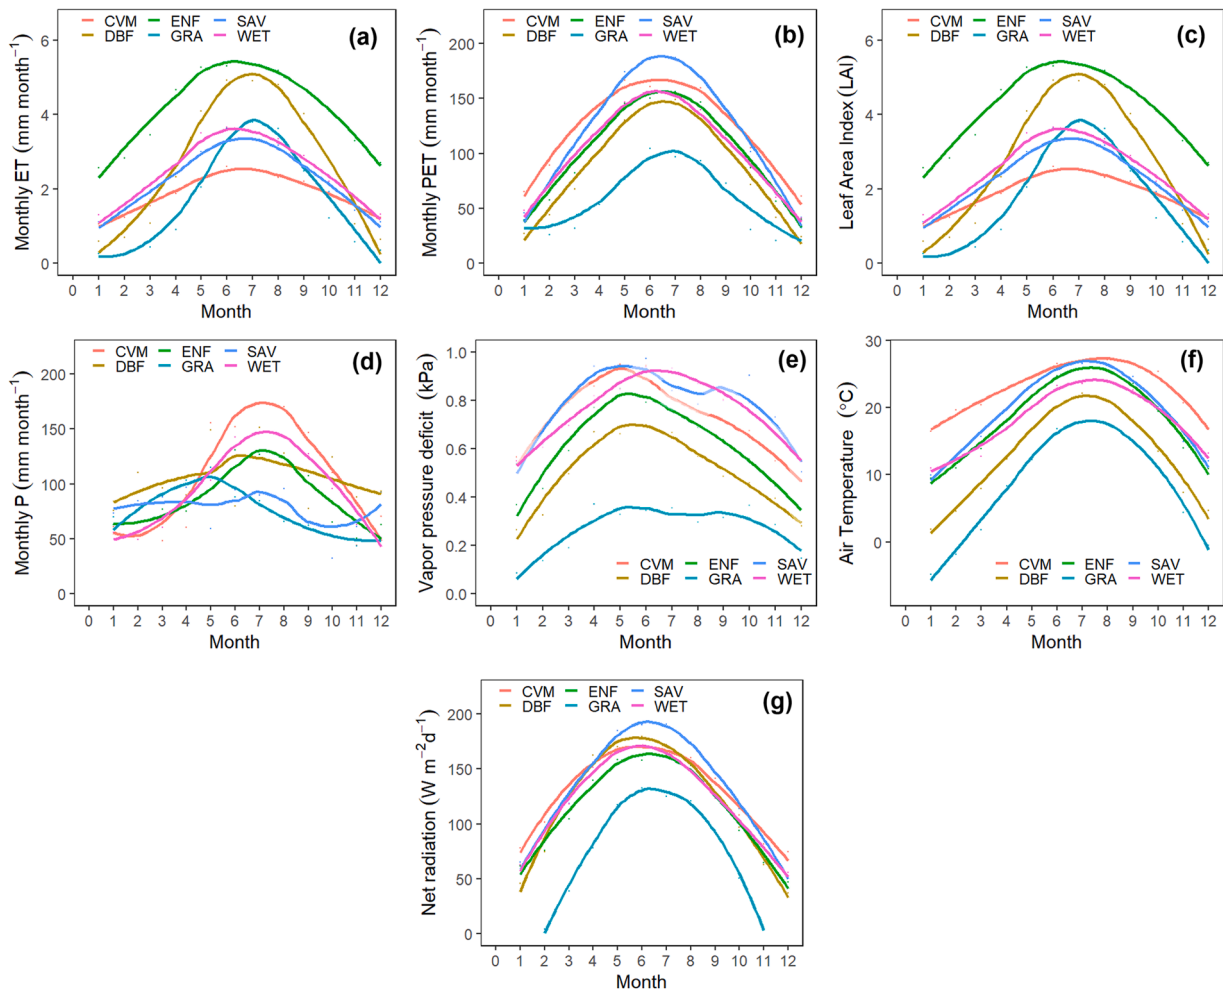 CVM ENF SAV
DBF GRA WET
(a)
Monthly ET (mm month−1)
6
4
2
0
0 1 2 3 4 5 6 7 8 9 10 11 12
Month
CVM ENF SAV
DBF GRA WET
(b)
Monthly PET (mm month−1)
200
150
100
50
0
0 1 2 3 4 5 6 7 8 9 10 11 12
Month
CVM ENF SAV
DBF GRA WET
(c)
Leaf Area Index (LAI)
6
4
2
0
0 1 2 3 4 5 6 7 8 9 10 11 12
Month
CVM ENF SAV
DBF GRA WET
(d)
Monthly P (mm month−1)
200
150
100
50
0
0 1 2 3 4 5 6 7 8 9 10 11 12
Month
(e)
Vapor pressure deficit (kPa)
1.0
0.8
0.6
0.4
0.2
0.0
CVM ENF SAV
DBF GRA WET
0 1 2 3 4 5 6 7 8 9 10 11 12
Month
(f)
Air Temperature (°C)
30
20
10
0
CVM ENF SAV
DBF GRA WET
0 1 2 3 4 5 6 7 8 9 10 11 12
Month
CVM ENF SAV
DBF GRA WET
(g)
Net radiation (W m−2d−1)
200
150
100
50
0
0 1 2 3 4 5 6 7 8 9 10 11 12
Month